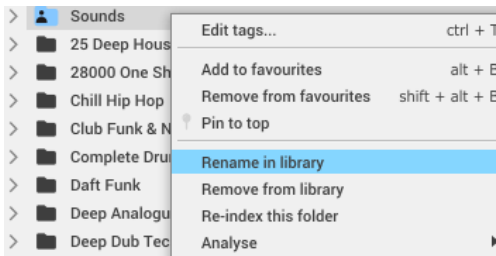 Sounds
25 Deep Hous
28000 One Sh
Chill Hip Hop
Club Funk & N
Complete Dru
Daft Funk
Deep Analogu
Deep Dub Tec
Edit tags... ctrl + T
Add to favourites alt + B
Remove from favourites shift + alt + B
Pin to top
Rename in library
Remove from library
Re-index this folder
Analyse